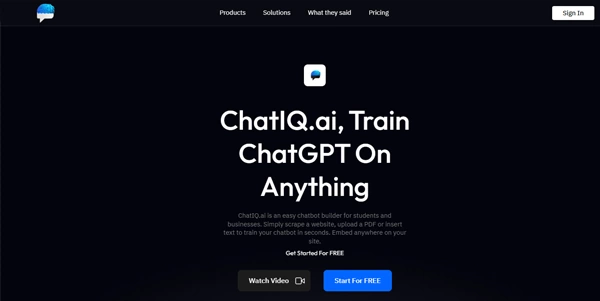 Products Solutions What they said Pricing Sign In
ChatIQ.ai, Train
ChatGPT On
Anything
ChatIQ.ai is an easy chatbot builder for students and
businesses. Simply scrape a website, upload a PDF or insert
text to train your chatbot in seconds. Embed anywhere on your
site.
Get Started For FREE
Watch Video Start For FREE